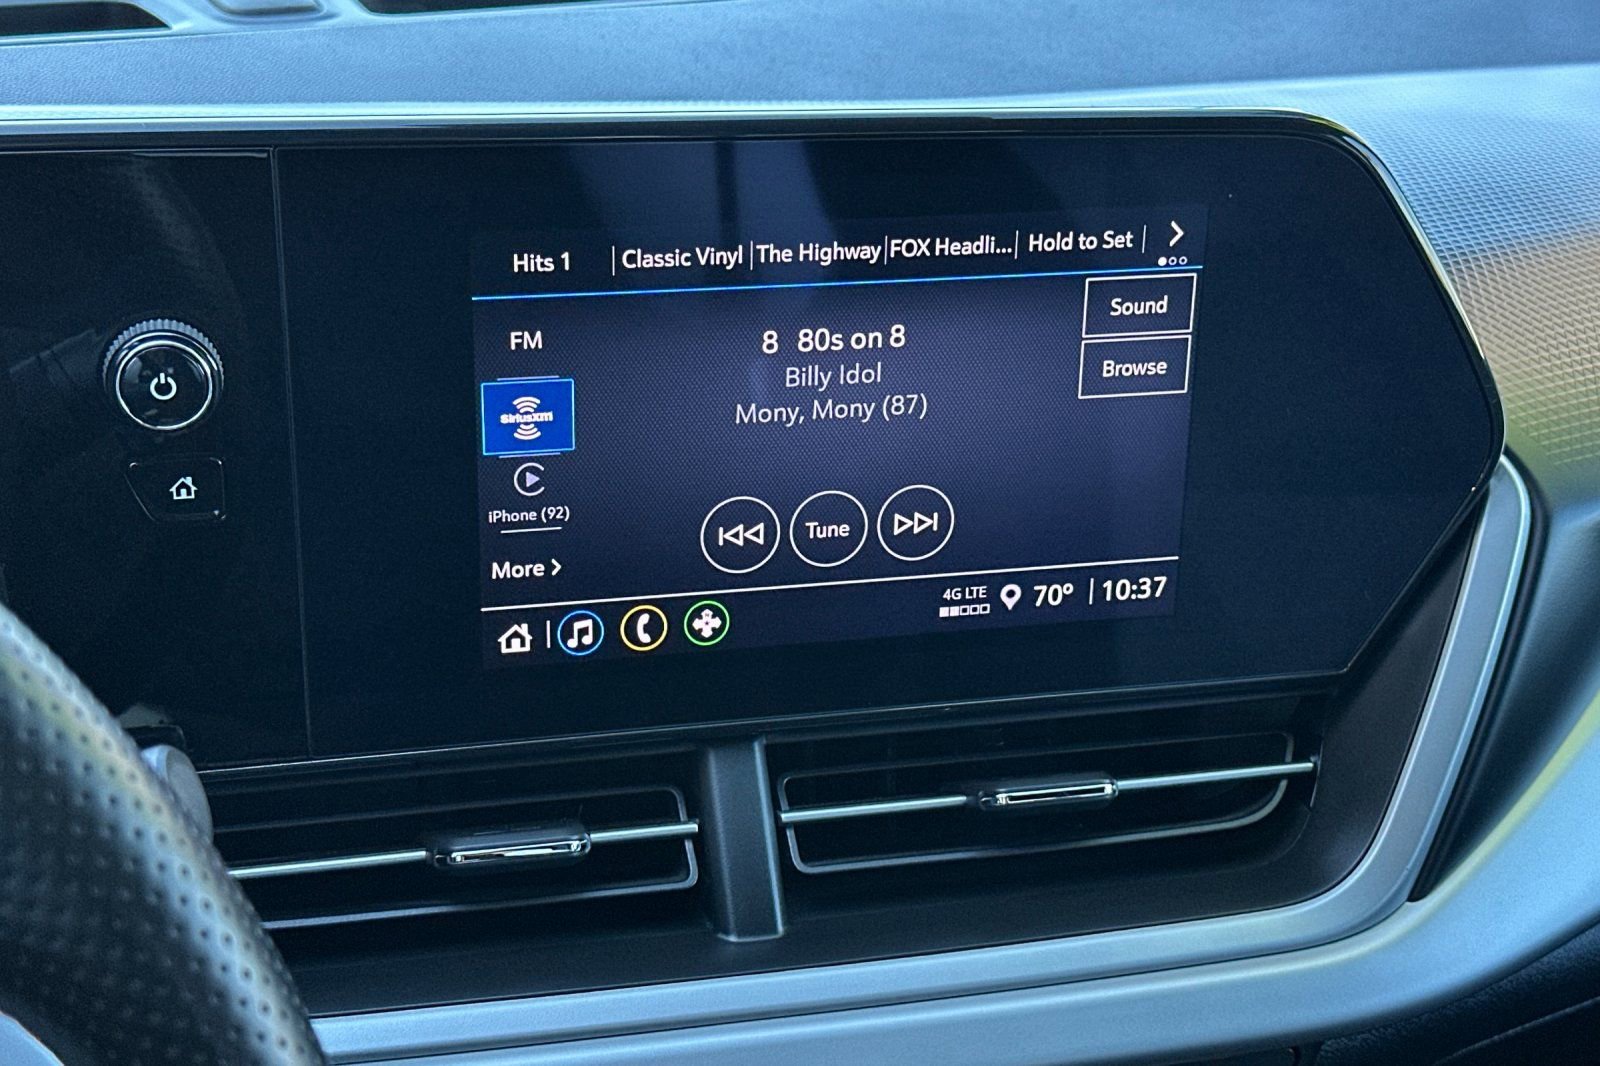 Hits 1 | Classic Vinyl | The Highway | FOX Headli... | Hold to Set |
FM
8 80s on 8
Sound
Billy Idol
Browse
Mony, Mony (87)
SiriusXm
iPhone (92)
Tune
More >
4G LTE
70° | 10:37